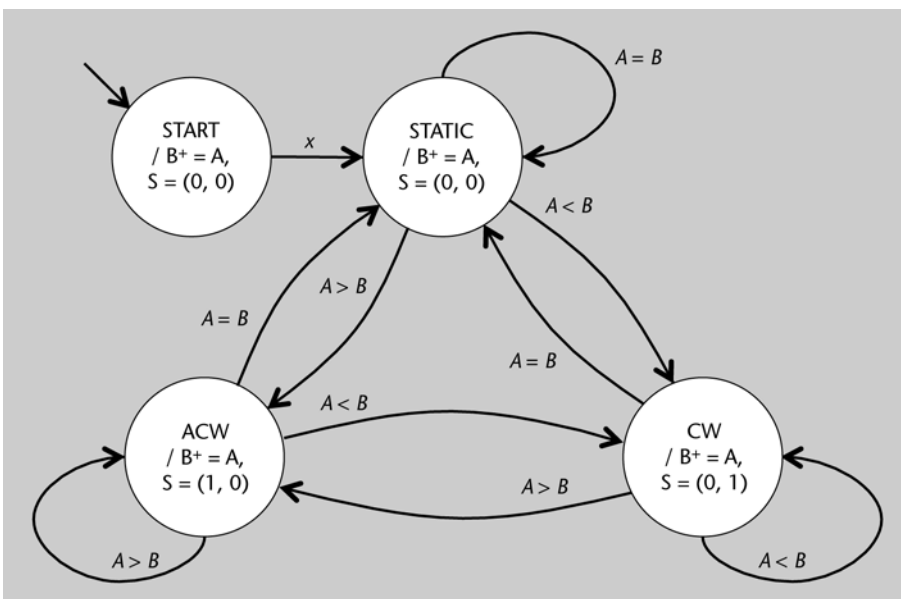 A = B
START
/ B⁺ = A,
S = (0, 0)
x
STATIC
/ B⁺ = A,
S = (0, 0)
A < B
A > B
A = B
A = B
A < B
ACW
/ B⁺ = A,
S = (1, 0)
CW
/ B⁺ = A,
S = (0, 1)
A > B
A > B
A < B